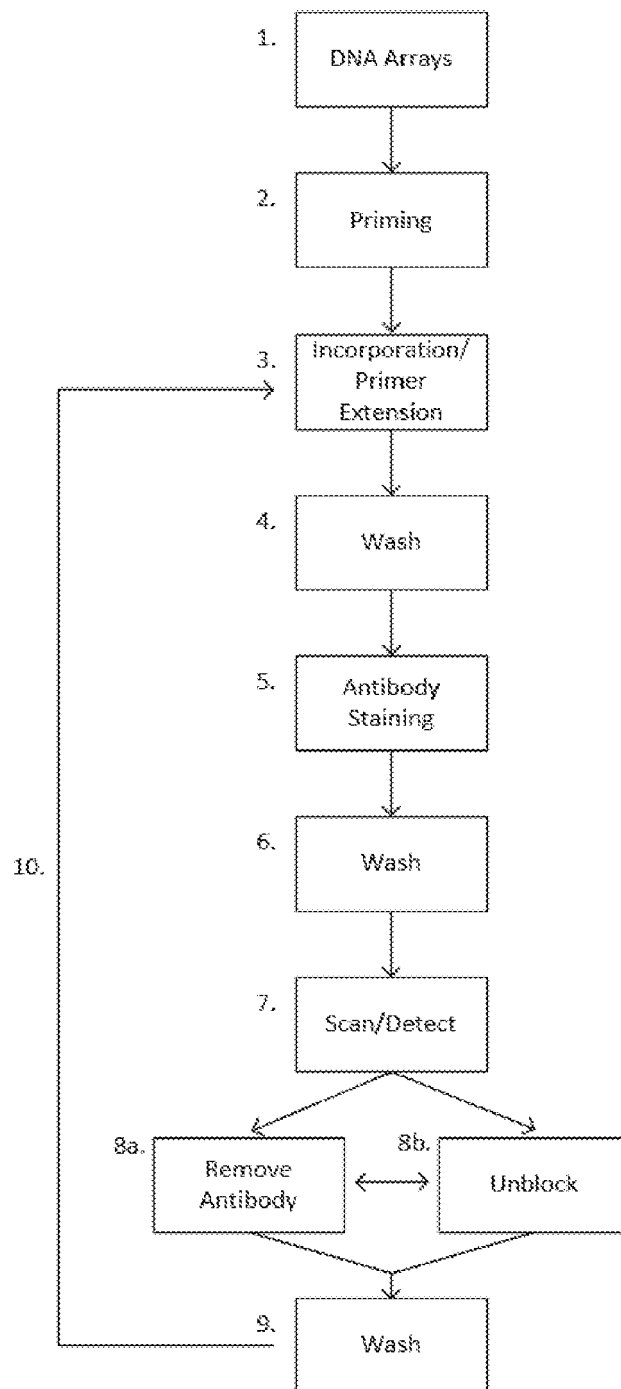 1.
DNA Arrays
2.
Priming
3.
Incorporation/
Primer
Extension
4.
Wash
5.
Antibody
Staining
6.
Wash
10.
7.
Scan/Detect
8a.
Remove
Antibody
8b.
Unblock
9.
Wash